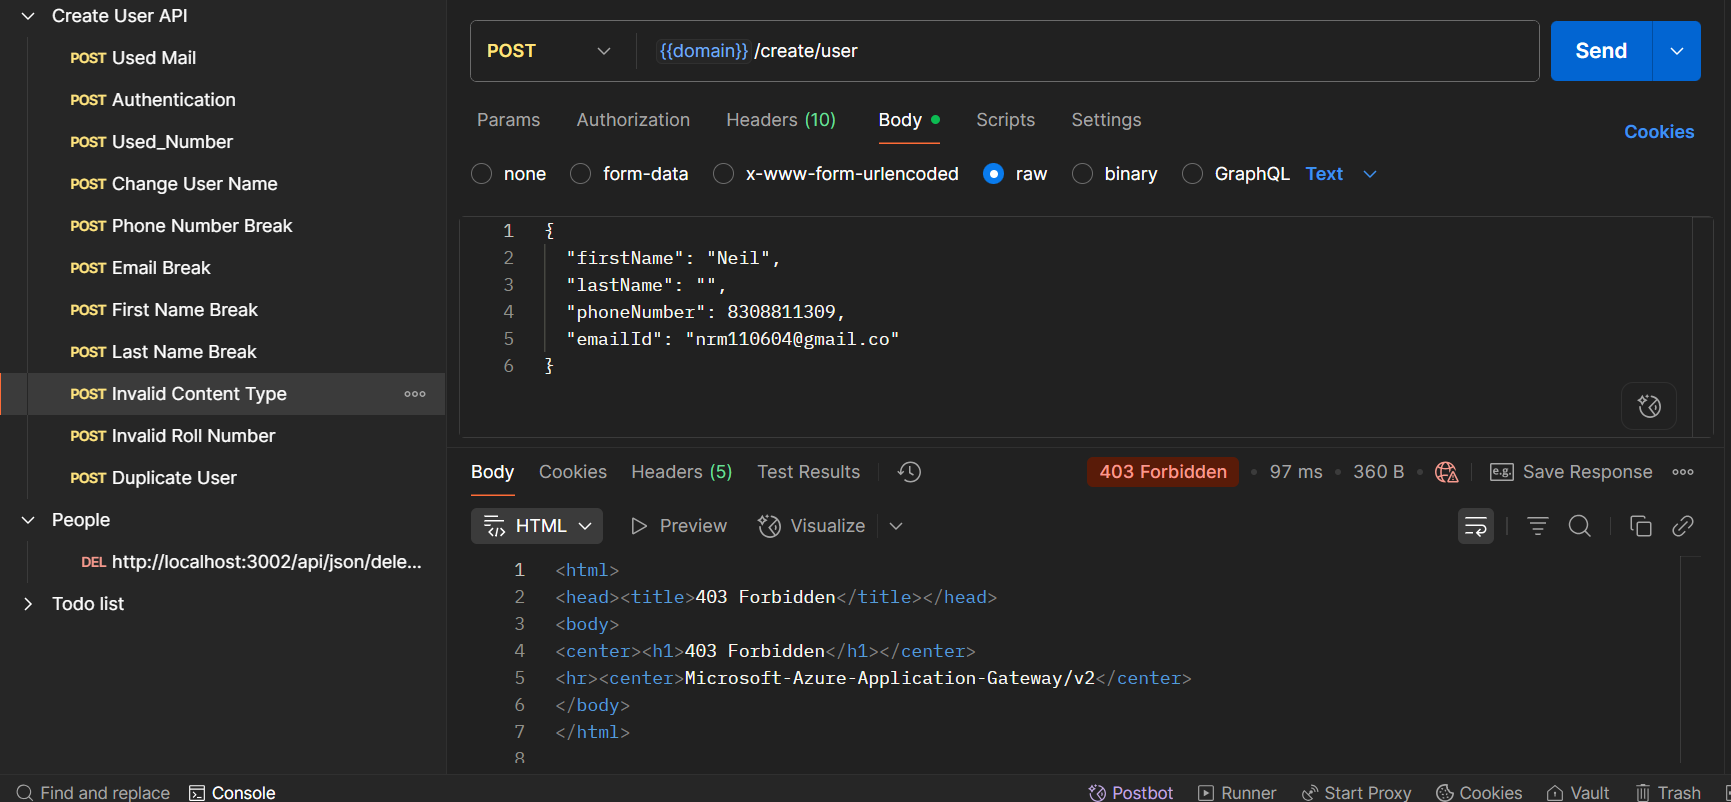 Create User API
POST Used Mail
POST Authentication
POST Used_Number
POST Change User Name
POST Phone Number Break
POST Email Break
POST First Name Break
POST Last Name Break
POST Invalid Content Type
POST Invalid Roll Number
POST Duplicate User
People
DEL http://localhost:3002/api/json/dele...
Todo list
POST {{domain}} /create/user Send
Params Authorization Headers (10) Body Scripts Settings Cookies
none form-data x-www-form-urlencoded raw binary GraphQL Text
1 {
2 "firstName": "Neil",
3 "lastName": "",
4 "phoneNumber": 8308811309,
5 "emailId": "nrm110604@gmail.co"
6 }
Body Cookies Headers (5) Test Results 403 Forbidden 97 ms 360 B e.g. Save Response
HTML Preview Visualize
1 <html>
2 <head><title>403 Forbidden</title></head>
3 <body>
4 <center><h1>403 Forbidden</h1></center>
5 <hr><center>Microsoft-Azure-Application-Gateway/v2</center>
6 </body>
7 </html>
8
Find and replace Console Postbot Runner Start Proxy Cookies Vault Trash